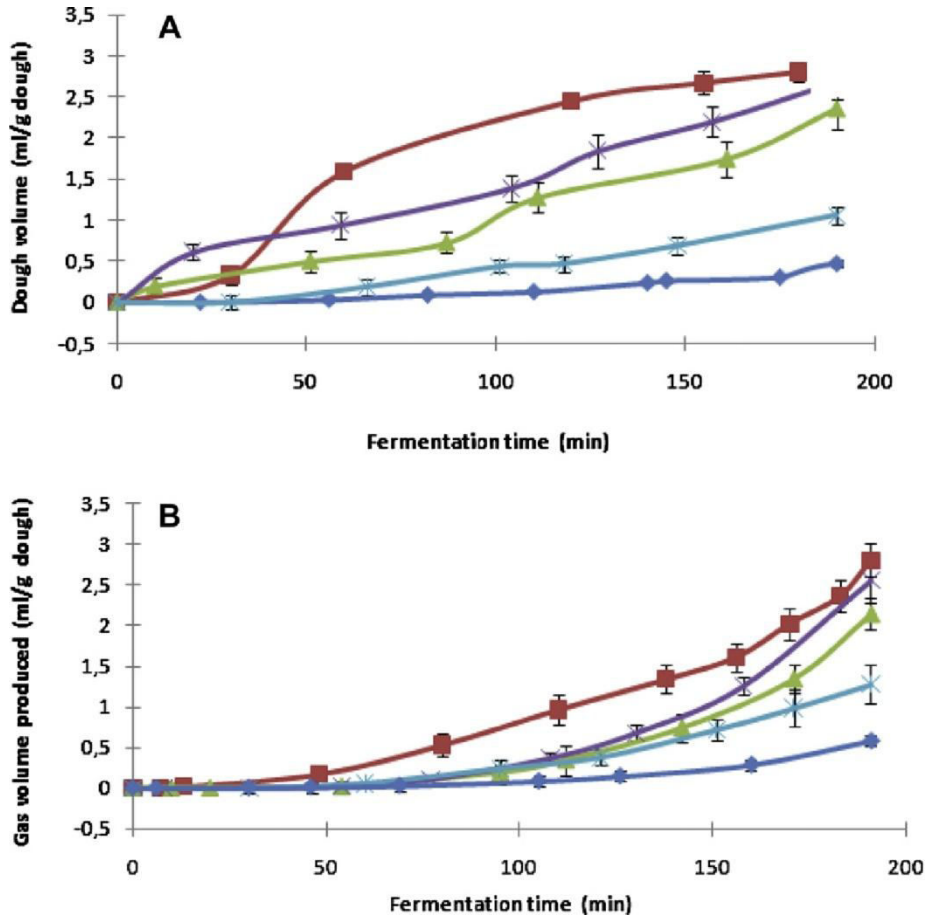 A
Dough volume (ml/g dough)
3,5
3
2,5
2
1,5
1
0,5
0
-0,5
0 50 100 150 200
Fermentation time (min)
B
Gas volume produced (ml/g dough)
3,5
3
2,5
2
1,5
1
0,5
0
-0,5
0 50 100 150 200
Fermentation time (min)